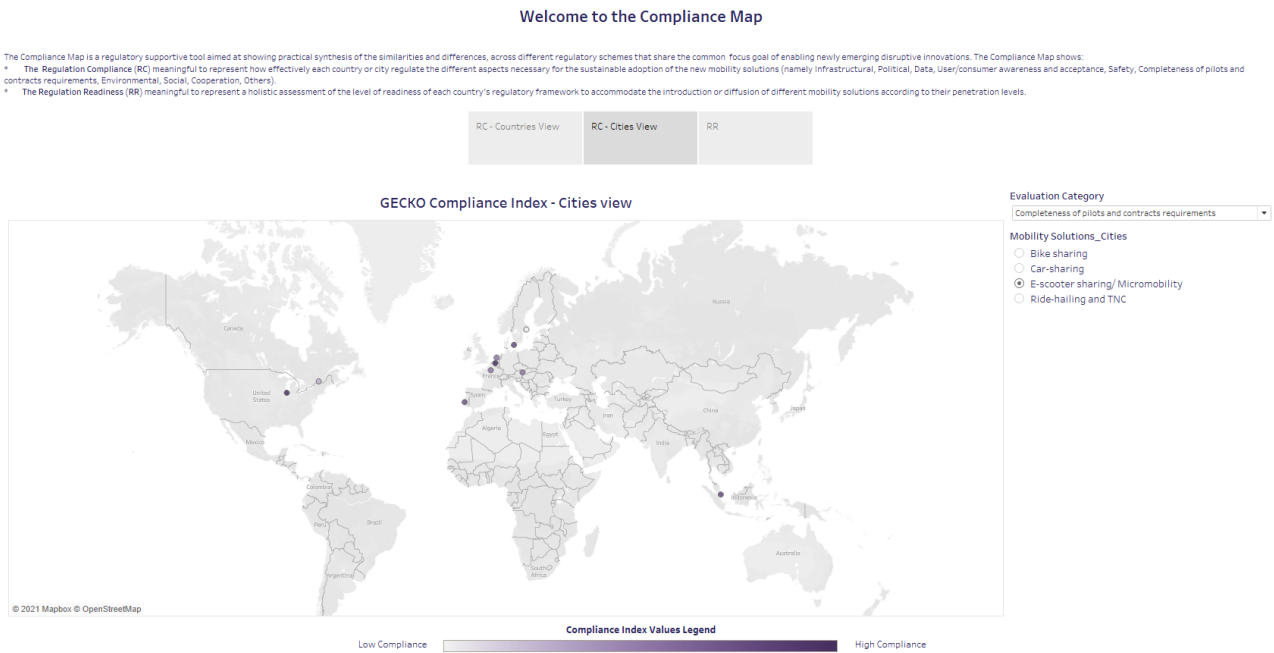 Welcome to the Compliance Map
The Compliance Map is a regulatory supportive tool aimed at showing practical synthesis of the similarities and differences, across different regulatory schemes that share the common focus goal of enabling newly emerging disruptive innovations. The Compliance Map shows:
* The Regulation Compliance (RC) meaningful to represent how effectively each country or city regulate the different aspects necessary for the sustainable adoption of the new mobility solutions (namely Infrastructural, Political, Data, User/consumer awareness and acceptance, Safety, Completeness of pilots and
contracts requirements, Environmental, Social, Cooperation, Others).
* The Regulation Readiness (RR) meaningful to represent a holistic assessment of the level of readiness of each country's regulatory framework to accommodate the introduction or diffusion of different mobility solutions according to their penetration levels.
RC - Countries View
RC - Cities View
RR
GECKO Compliance Index - Cities view
Evaluation Category
Completeness of pilots and contracts requirements
Mobility Solutions_Cities
Bike sharing
Car-sharing
E-scooter sharing/ Micromobility
Ride-hailing and TNC
Russia
Canada
France
United
States
Spain
Turkey
China
Japan
Iran
Algeria
Egypt
Mexico
India
Colombia
Indonesia
Peru
Brazil
Australia
South
Africa
Argentina
© 2021 Mapbox © OpenStreetMap
Compliance Index Values Legend
Low Compliance
High Compliance